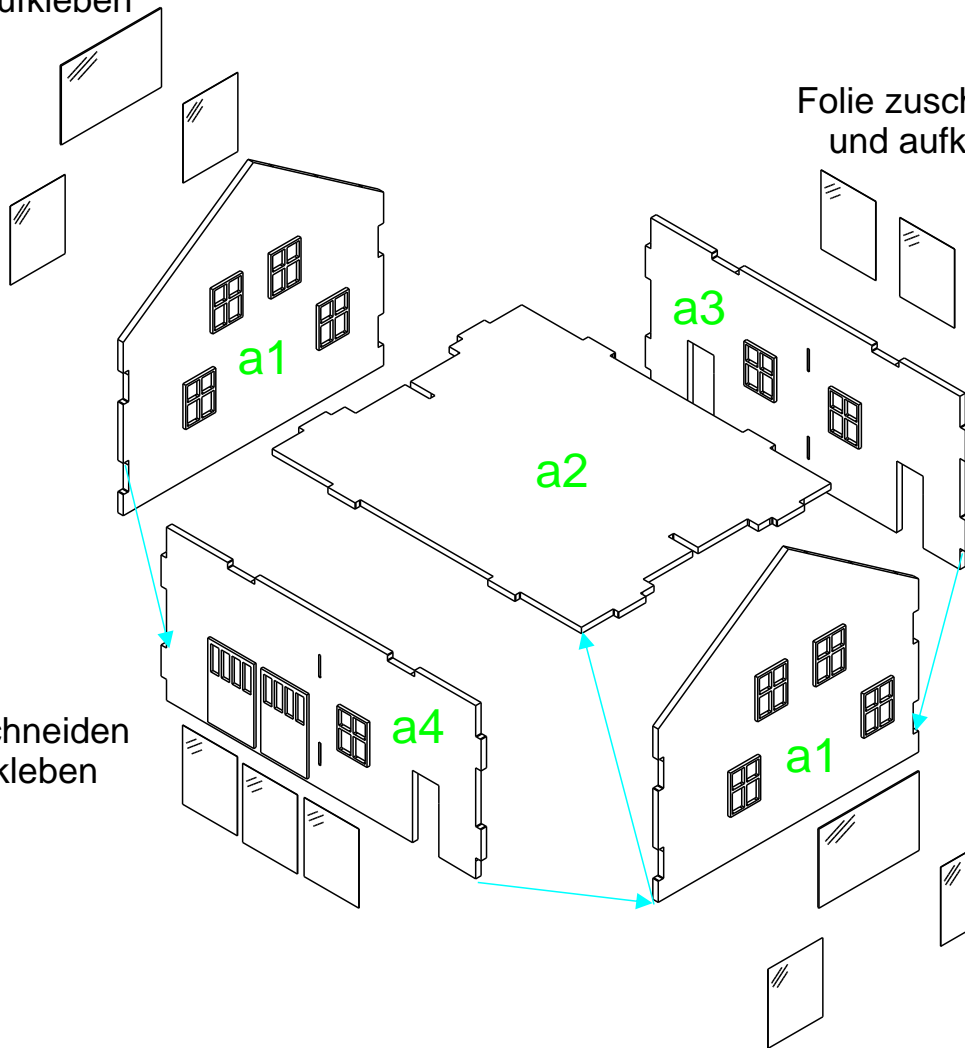 ufkleben
Folie zusch
und aufk
a1
a3
a2
a4
chneiden
kleben
a1